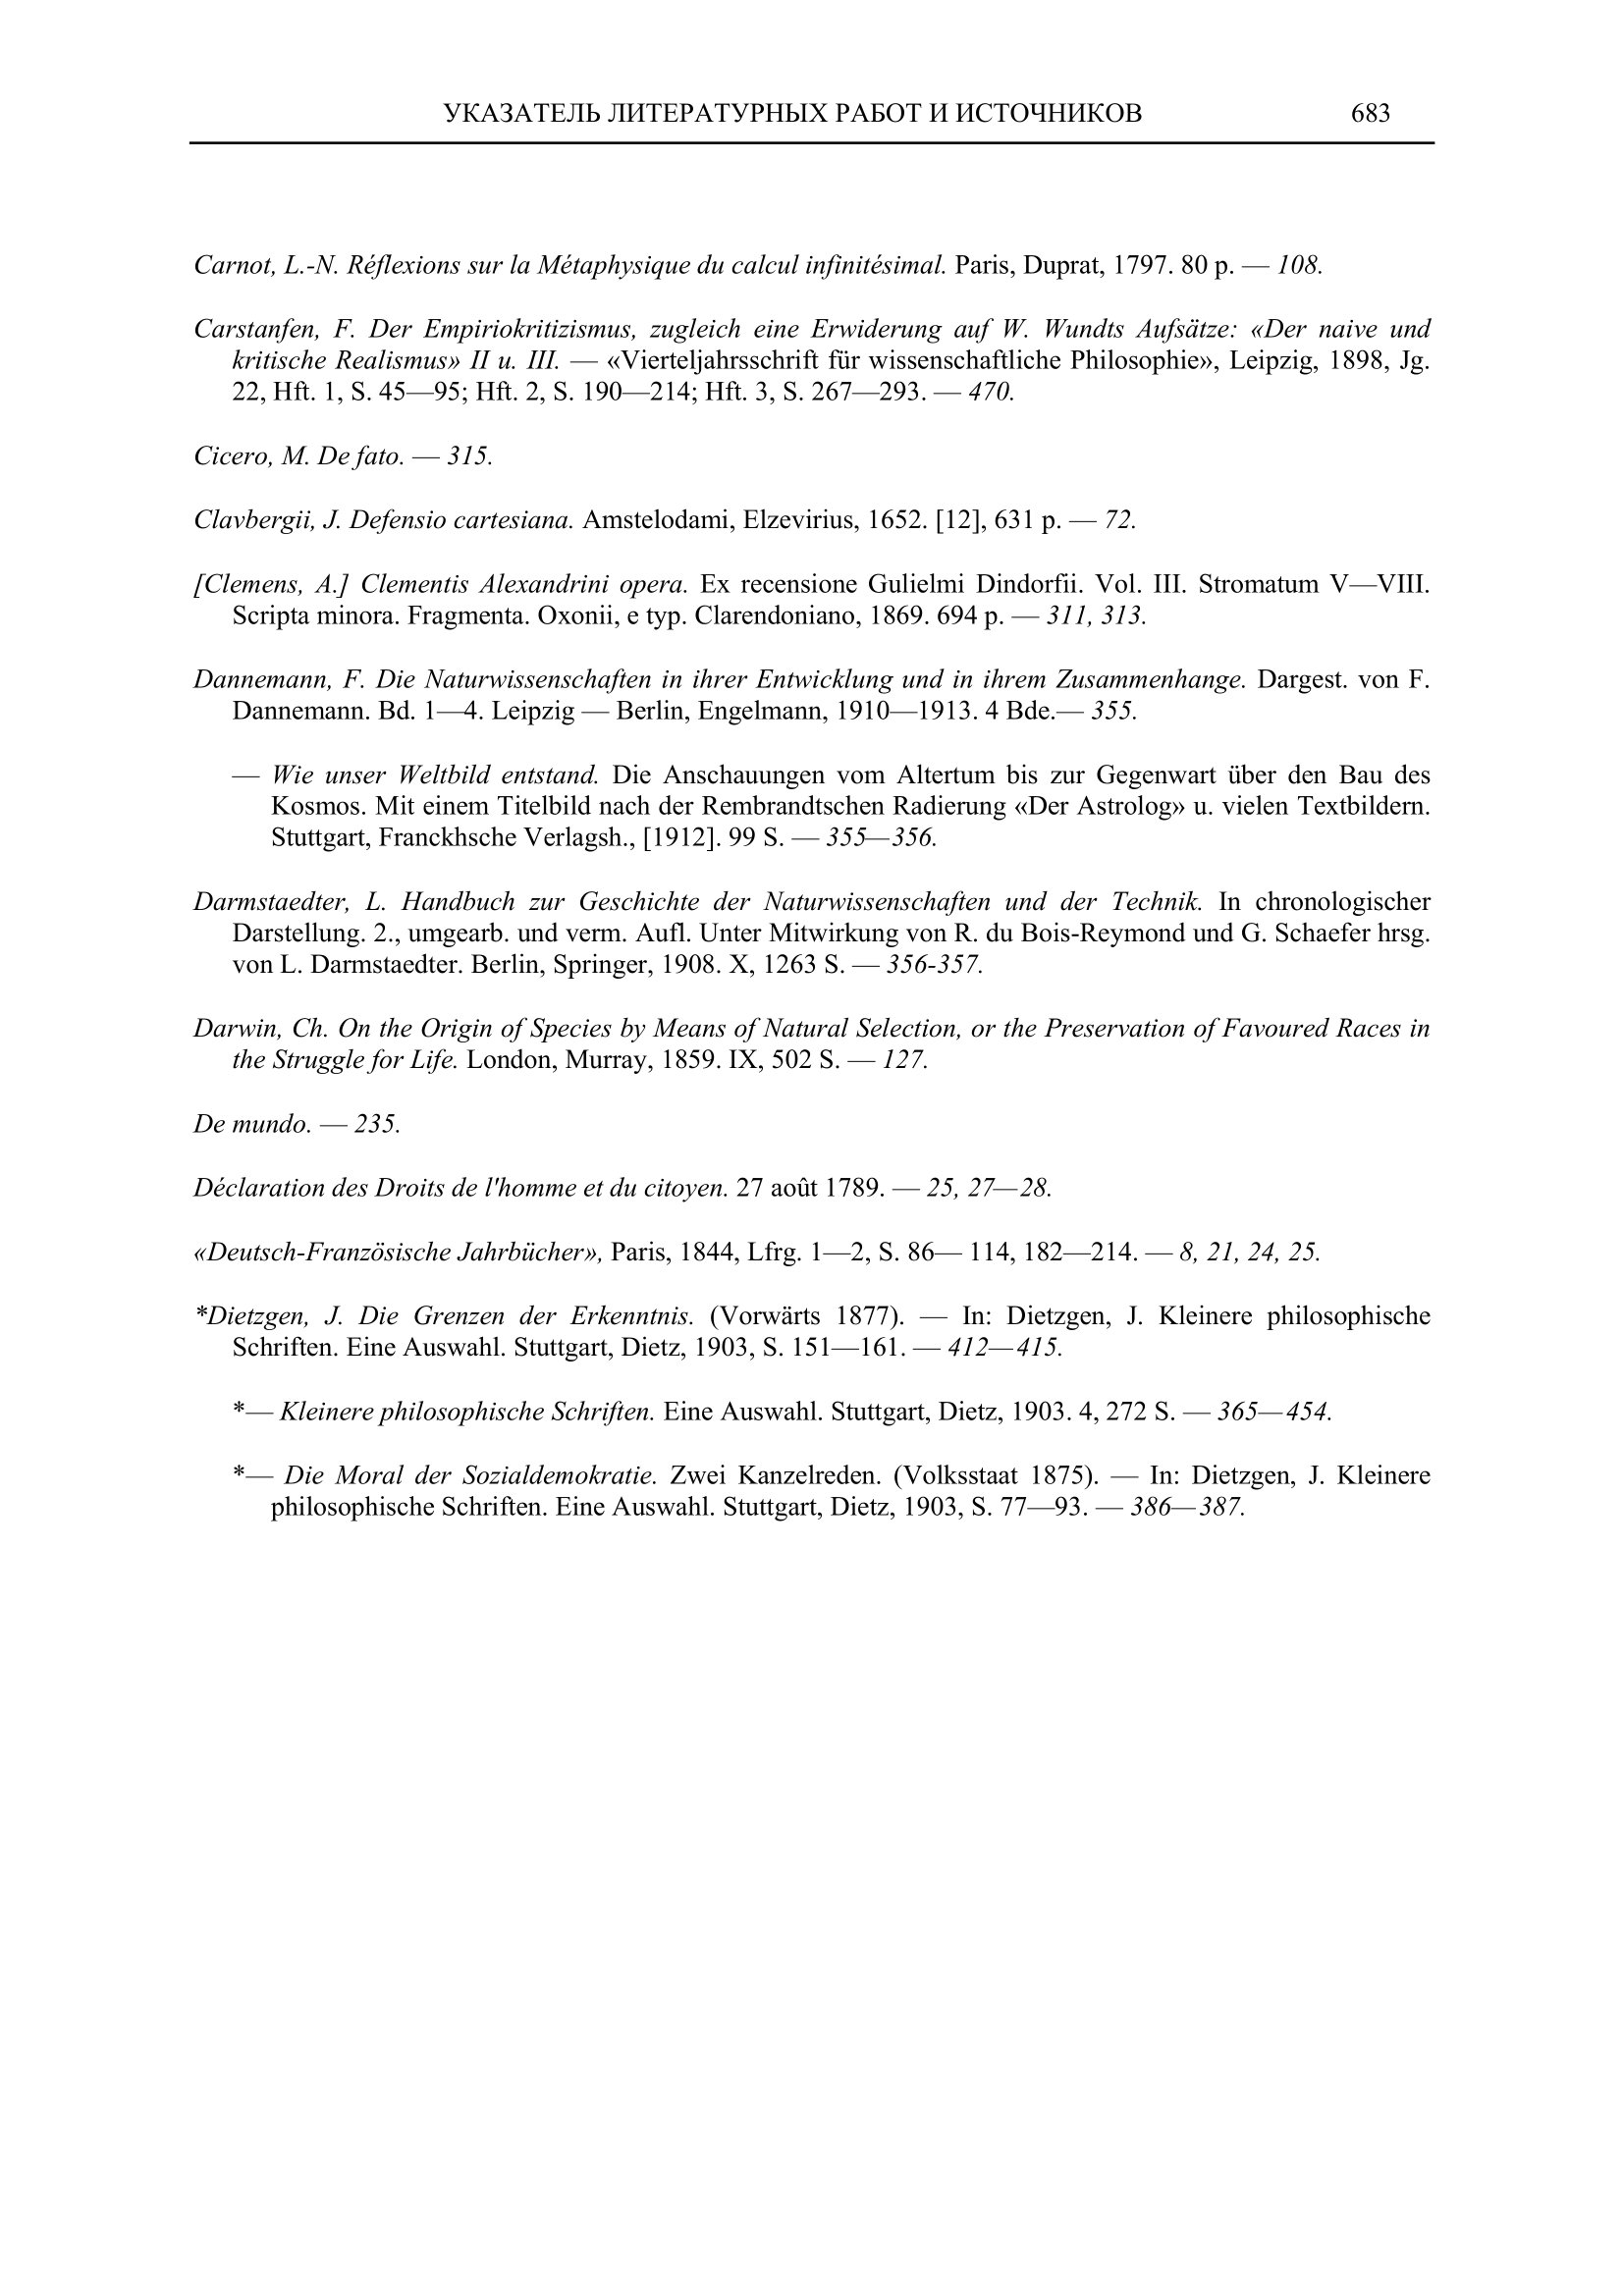 УКАЗАТЕЛЬ ЛИТЕРАТУРНЫХ РАБОТ И ИСТОЧНИКОВ 683
Carnot, L.-N. Réflexions sur la Métaphysique du calcul infinitésimal. Paris, Duprat, 1797. 80 p. — 108.
Carstanfen, F. Der Empiriokritizismus, zugleich eine Erwiderung auf W. Wundts Aufsätze: «Der naive und
kritische Realismus» II u. III. — «Vierteljahrsschrift für wissenschaftliche Philosophie», Leipzig, 1898, Jg.
22, Hft. 1, S. 45—95; Hft. 2, S. 190—214; Hft. 3, S. 267—293. — 470.
Cicero, M. De fato. — 315.
Clavbergii, J. Defensio cartesiana. Amstelodami, Elzevirius, 1652. [12], 631 p. — 72.
[Clemens, A.] Clementis Alexandrini opera. Ex recensione Gulielmi Dindorfii. Vol. III. Stromatum V—VIII.
Scripta minora. Fragmenta. Oxonii, e typ. Clarendoniano, 1869. 694 p. — 311, 313.
Dannemann, F. Die Naturwissenschaften in ihrer Entwicklung und in ihrem Zusammenhange. Dargest. von F.
Dannemann. Bd. 1—4. Leipzig — Berlin, Engelmann, 1910—1913. 4 Bde.— 355.
— Wie unser Weltbild entstand. Die Anschauungen vom Altertum bis zur Gegenwart über den Bau des
Kosmos. Mit einem Titelbild nach der Rembrandtschen Radierung «Der Astrolog» u. vielen Textbildern.
Stuttgart, Franckhsche Verlagsh., [1912]. 99 S. — 355—356.
Darmstaedter, L. Handbuch zur Geschichte der Naturwissenschaften und der Technik. In chronologischer
Darstellung. 2., umgearb. und verm. Aufl. Unter Mitwirkung von R. du Bois-Reymond und G. Schaefer hrsg.
von L. Darmstaedter. Berlin, Springer, 1908. X, 1263 S. — 356-357.
Darwin, Ch. On the Origin of Species by Means of Natural Selection, or the Preservation of Favoured Races in
the Struggle for Life. London, Murray, 1859. IX, 502 S. — 127.
De mundo. — 235.
Déclaration des Droits de l'homme et du citoyen. 27 août 1789. — 25, 27—28.
«Deutsch-Französische Jahrbücher», Paris, 1844, Lfrg. 1—2, S. 86— 114, 182—214. — 8, 21, 24, 25.
*Dietzgen, J. Die Grenzen der Erkenntnis. (Vorwärts 1877). — In: Dietzgen, J. Kleinere philosophische
Schriften. Eine Auswahl. Stuttgart, Dietz, 1903, S. 151—161. — 412—415.
*— Kleinere philosophische Schriften. Eine Auswahl. Stuttgart, Dietz, 1903. 4, 272 S. — 365—454.
*— Die Moral der Sozialdemokratie. Zwei Kanzelreden. (Volksstaat 1875). — In: Dietzgen, J. Kleinere
philosophische Schriften. Eine Auswahl. Stuttgart, Dietz, 1903, S. 77—93. — 386—387.